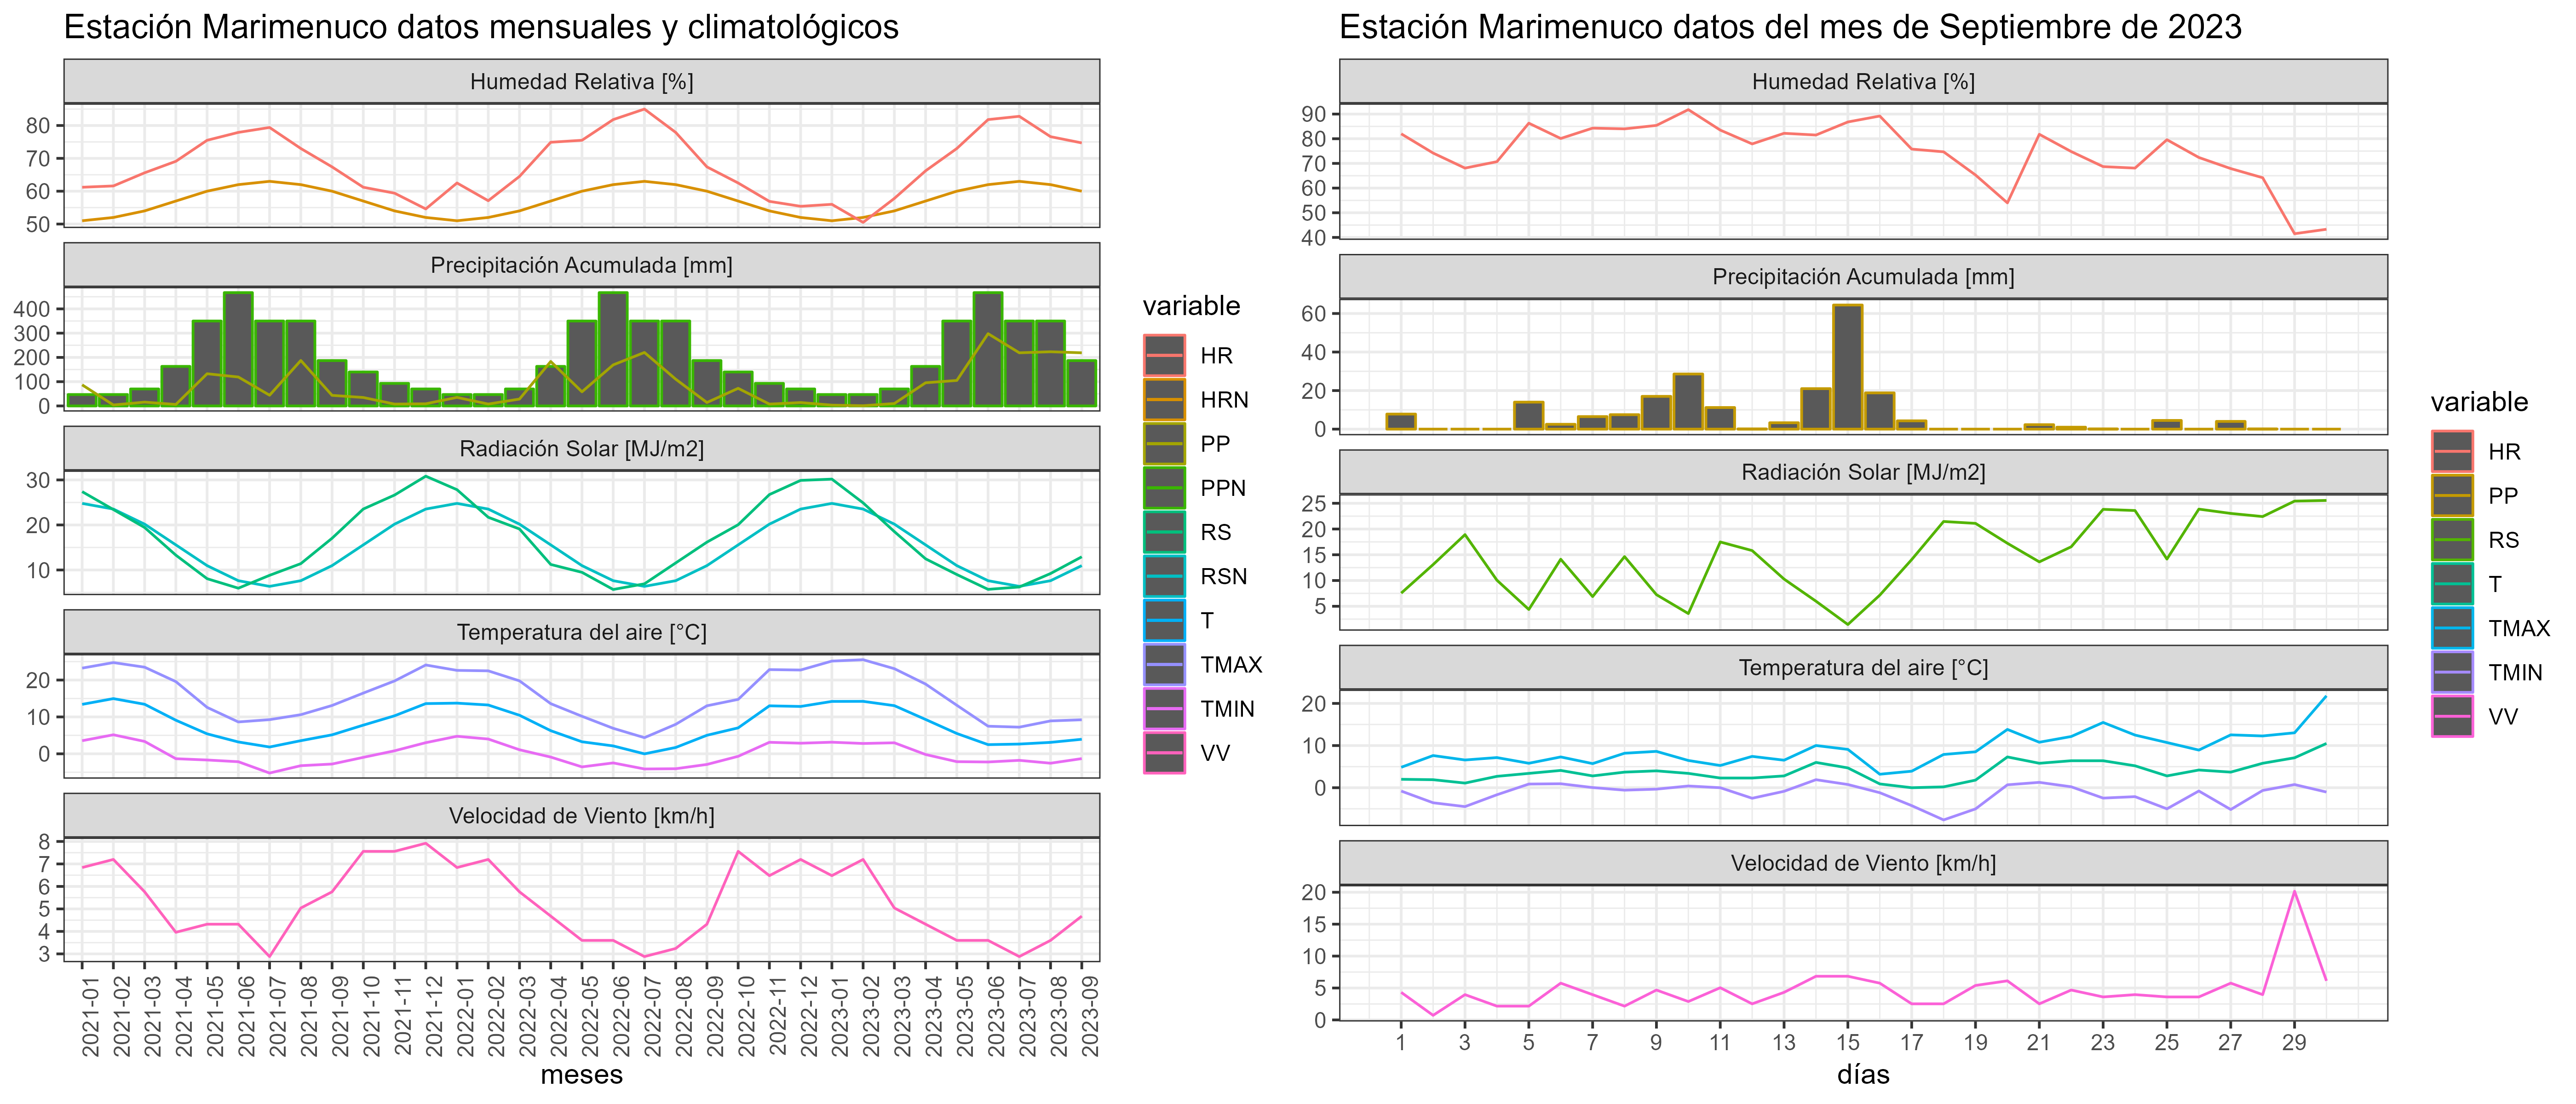 Estación Marimenuco datos mensuales y climatológicos
Humedad Relativa [%]
80
70
60
50
Precipitación Acumulada [mm]
400
300
200
100
0
Radiación Solar [MJ/m2]
30
20
10
Temperatura del aire [°C]
20
10
0
Velocidad de Viento [km/h]
8
7
6
5
4
3
2021-01
2021-02
2021-03
2021-04
2021-05
2021-06
2021-07
2021-08
2021-09
2021-10
2021-11
2021-12
2022-01
2022-02
2022-03
2022-04
2022-05
2022-06
2022-07
2022-08
2022-09
2022-10
2022-11
2022-12
2023-01
2023-02
2023-03
2023-04
2023-05
2023-06
2023-07
2023-08
2023-09
meses
variable
HR
HRN
PP
PPN
RS
RSN
T
TMAX
TMIN
VV
Estación Marimenuco datos del mes de Septiembre de 2023
Humedad Relativa [%]
90
80
70
60
50
40
Precipitación Acumulada [mm]
60
40
20
0
Radiación Solar [MJ/m2]
25
20
15
10
5
Temperatura del aire [°C]
20
10
0
Velocidad de Viento [km/h]
20
15
10
5
0
1 3 5 7 9 11 13 15 17 19 21 23 25 27 29
días
variable
HR
PP
RS
T
TMAX
TMIN
VV